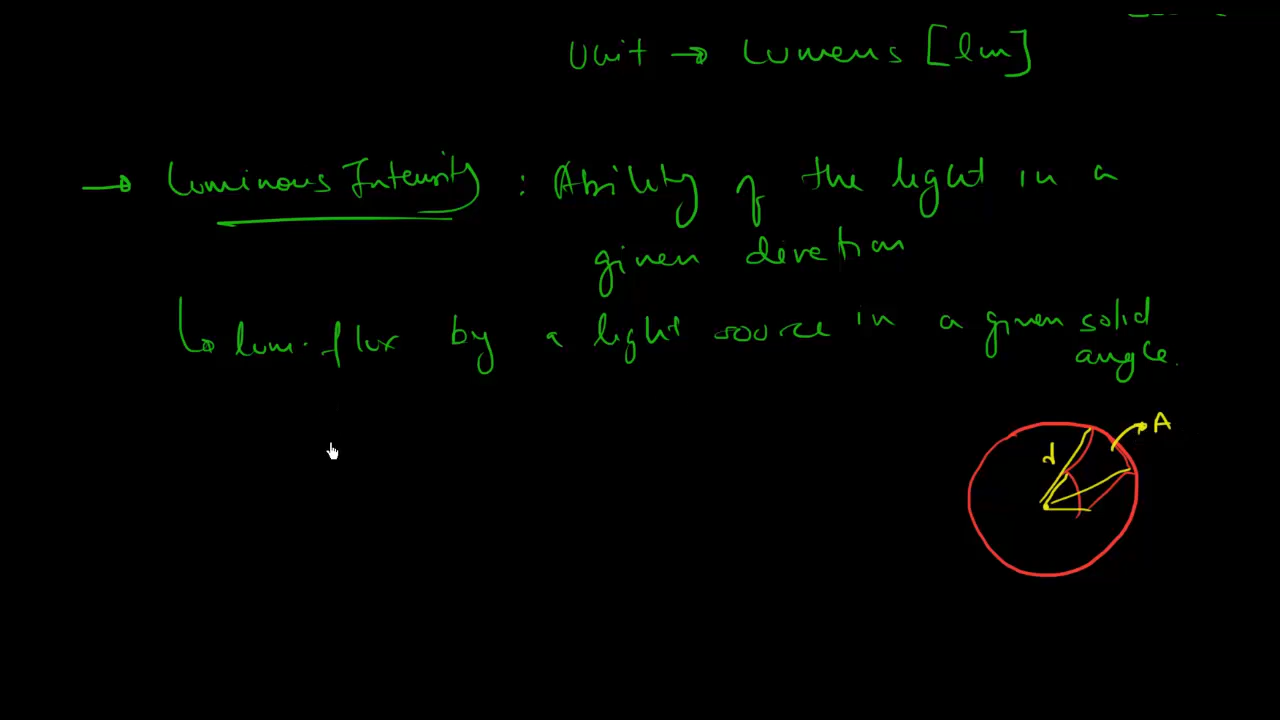 Unit → Lumens [lm]
→ Luminous Intensity : Ability of the light in a
given direction
↳ lum. flux by a light source in a given solid
angle.
A
d